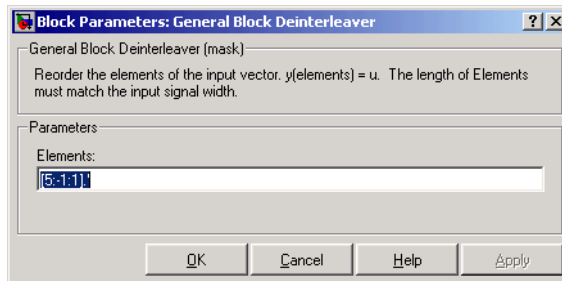 Block Parameters: General Block Deinterleaver
General Block Deinterleaver (mask)
Reorder the elements of the input vector. y(elements) = u. The length of Elements
must match the input signal width.
Parameters
Elements:
[5:-1:1].'
OK Cancel Help Apply